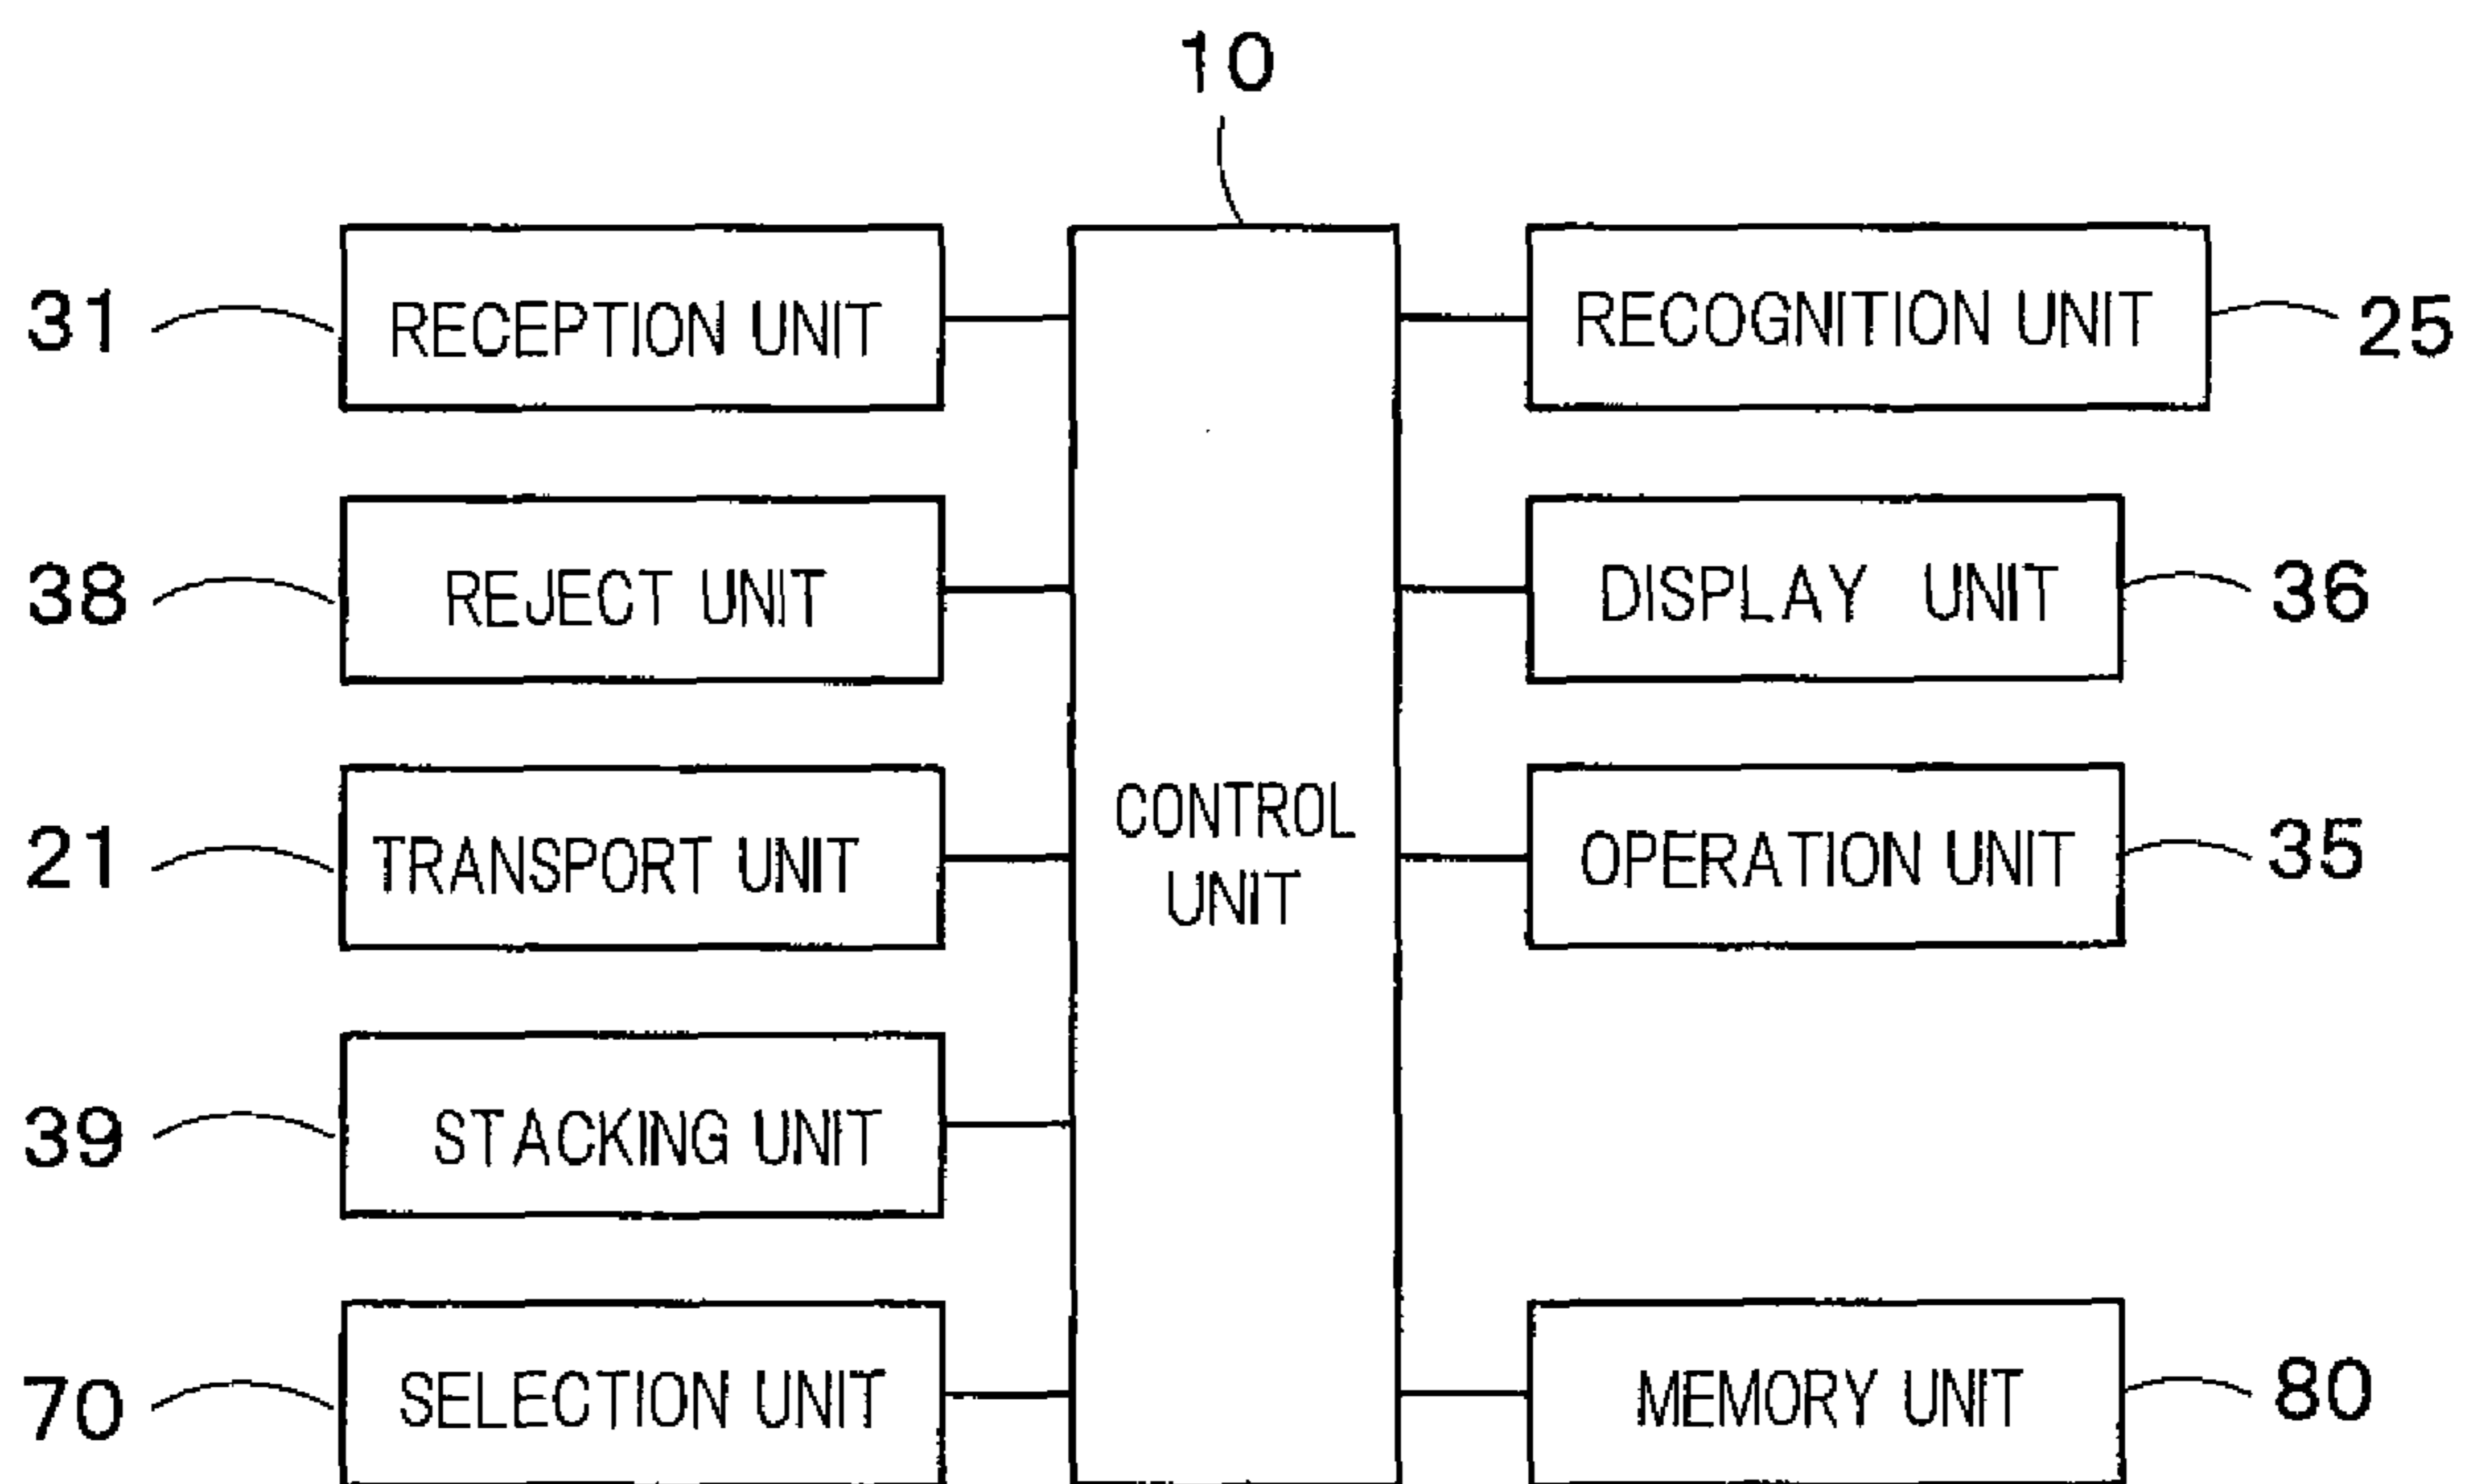 10
31 RECEPTION UNIT RECOGNITION UNIT 25
38 REJECT UNIT DISPLAY UNIT 36
CONTROL
UNIT
21 TRANSPORT UNIT OPERATION UNIT 35
39 STACKING UNIT
70 SELECTION UNIT MEMORY UNIT 80